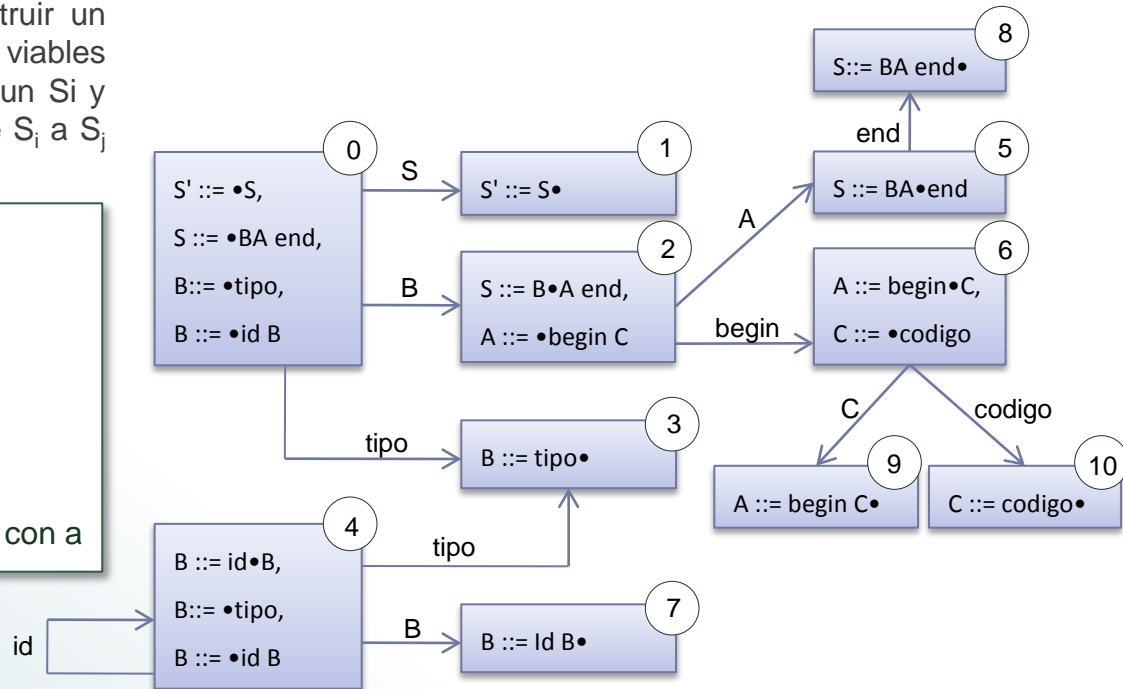 truir un
viables
un Si y
e Si a Sj
con a
0
S' ::= •S,
S ::= •BA end,
B::= •tipo,
B ::= •id B
S
1
S' ::= S•
B
2
S ::= B•A end,
A ::= •begin C
A
begin
8
S::= BA end•
end
5
S ::= BA•end
6
A ::= begin•C,
C ::= •codigo
C
codigo
9
A ::= begin C•
10
C ::= codigo•
tipo
3
B ::= tipo•
4
B ::= id•B,
B::= •tipo,
B ::= •id B
tipo
id
B
7
B ::= Id B•